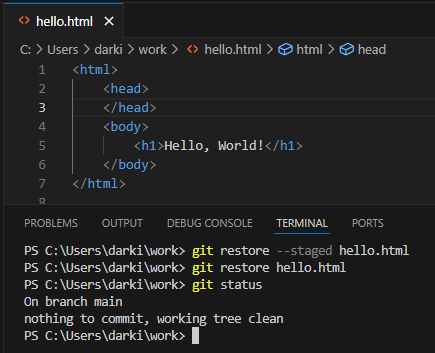 hello.html
C: > Users > darki > work > hello.html > html > head
1 <html>
2 <head>
3 </head>
4 <body>
5 <h1>Hello, World!</h1>
6 </body>
7 </html>
8
PROBLEMS OUTPUT DEBUG CONSOLE TERMINAL PORTS
PS C:\Users\darki\work> git restore --staged hello.html
PS C:\Users\darki\work> git restore hello.html
PS C:\Users\darki\work> git status
On branch main
nothing to commit, working tree clean
PS C:\Users\darki\work>